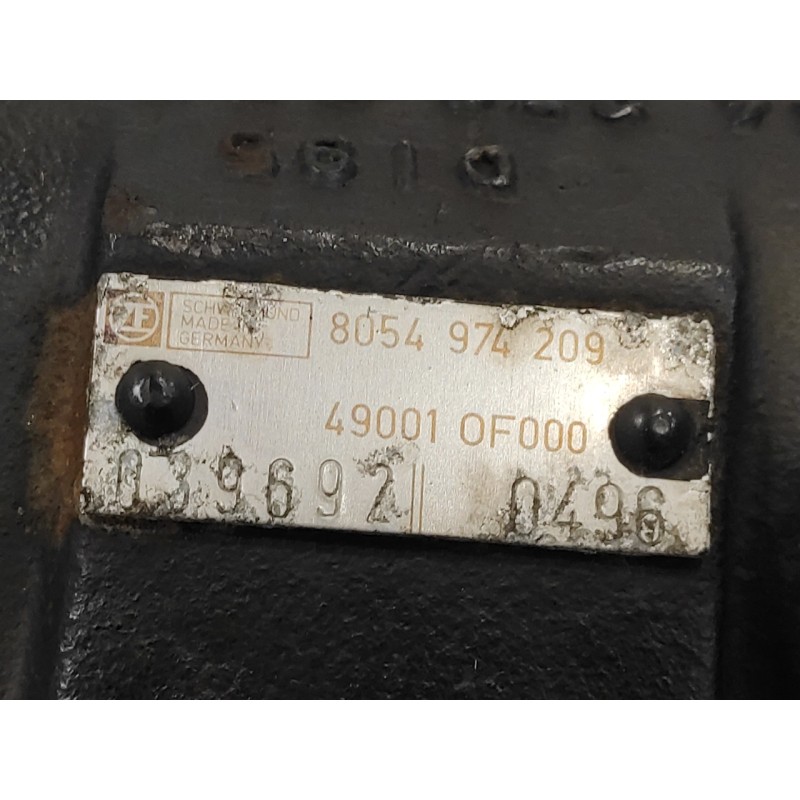 ZF
MADE IN
GERMANY
8054 974 209
49001 0F000
039692 0496